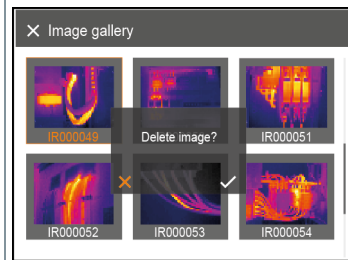 Image gallery
IR000049
Delete image?
IR000051
IR000052
IR000053
IR000054